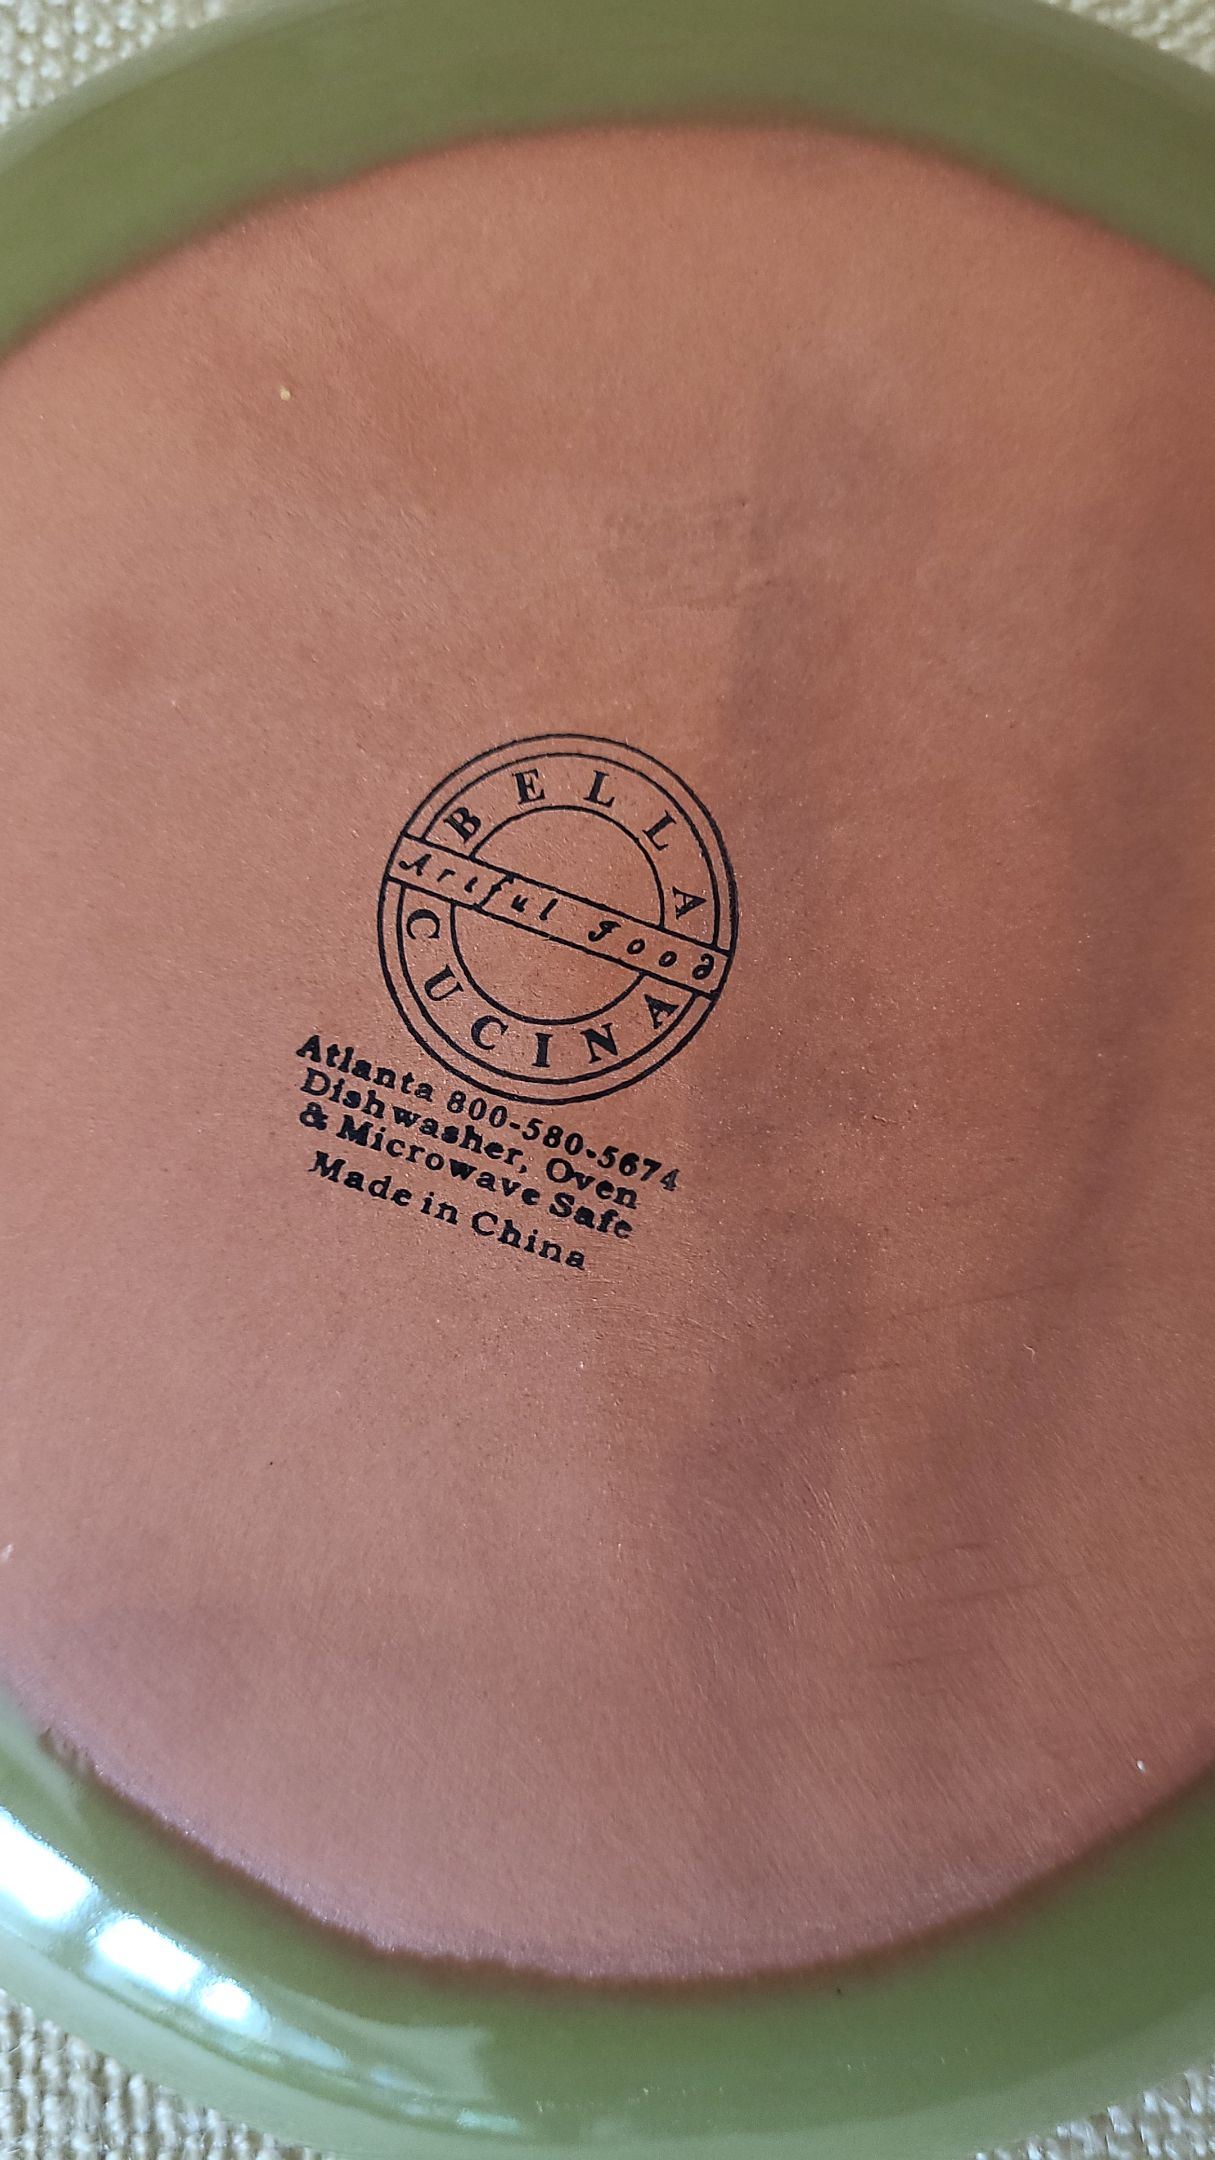 BELLA
Artful Food
CUCINA
Atlanta 800-580-5674
Dishwasher, Oven
& Microwave Safe
Made in China